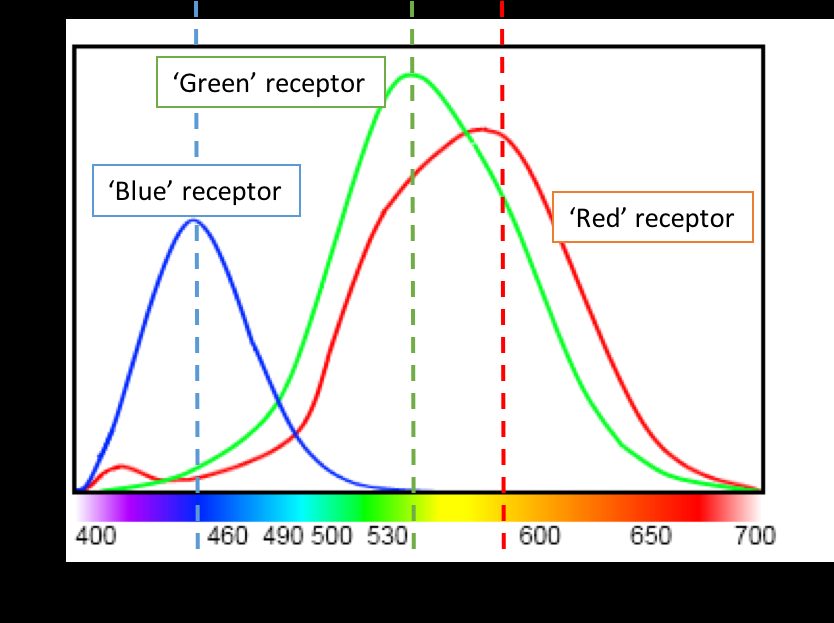 ‘Green’ receptor
‘Blue’ receptor
‘Red’ receptor
400 460 490 500 530 600 650 700